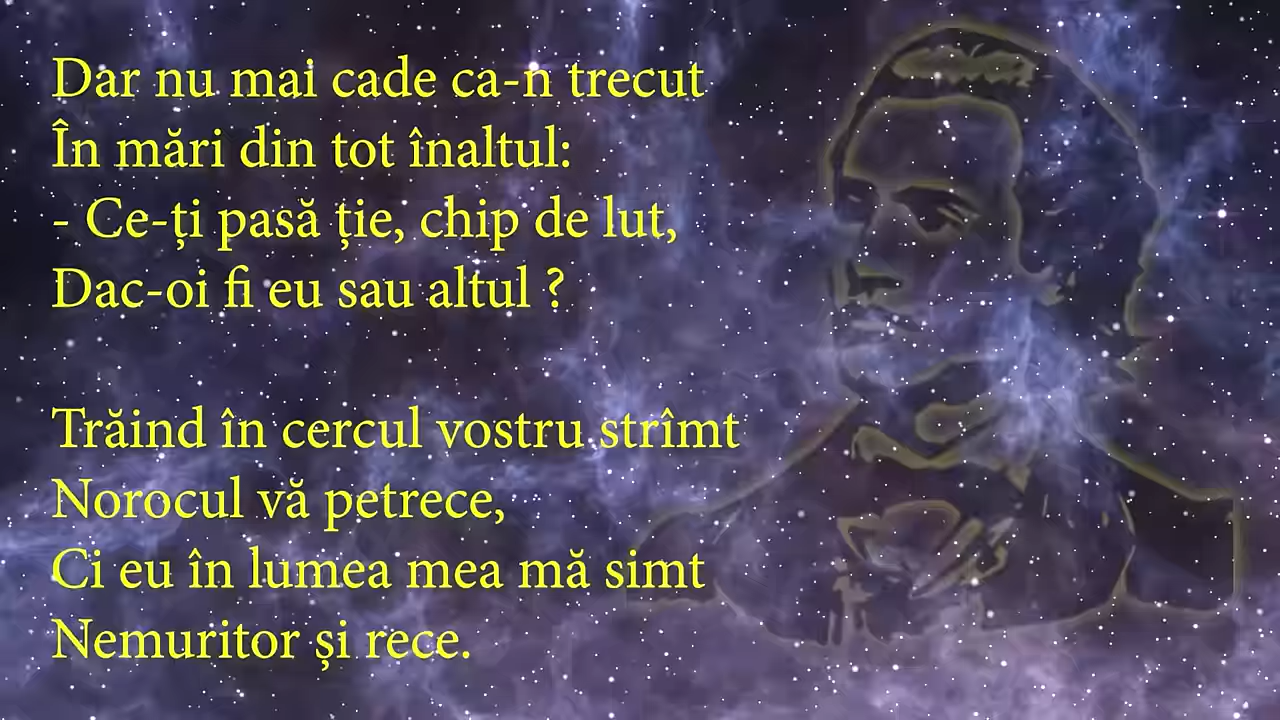 Dar nu mai cade ca-n trecut
În mări din tot înaltul:
- Ce-ți pasă ție, chip de lut,
Dac-oi fi eu sau altul ?
Trăind în cercul vostru strîmt
Norocul vă petrece,
Ci eu în lumea mea mă simt
Nemuritor și rece.